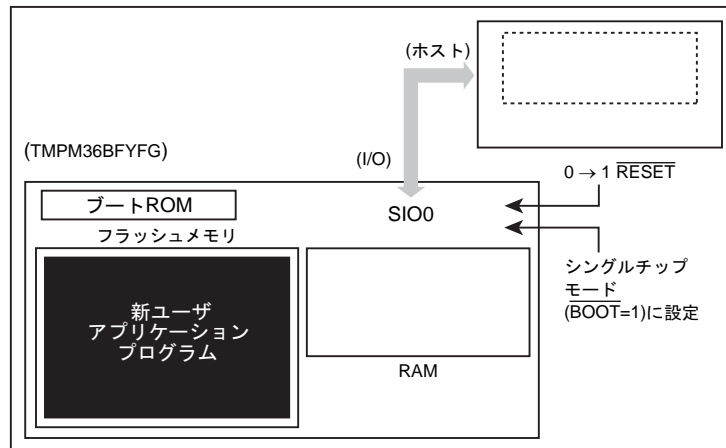 (ホスト)
(TMPM36BFYFG)
(I/O)
0 → 1 RESET
ブートROM
SIO0
フラッシュメモリ
シングルチップ
モード
(BOOT=1)に設定
新ユーザ
アプリケーション
プログラム
RAM